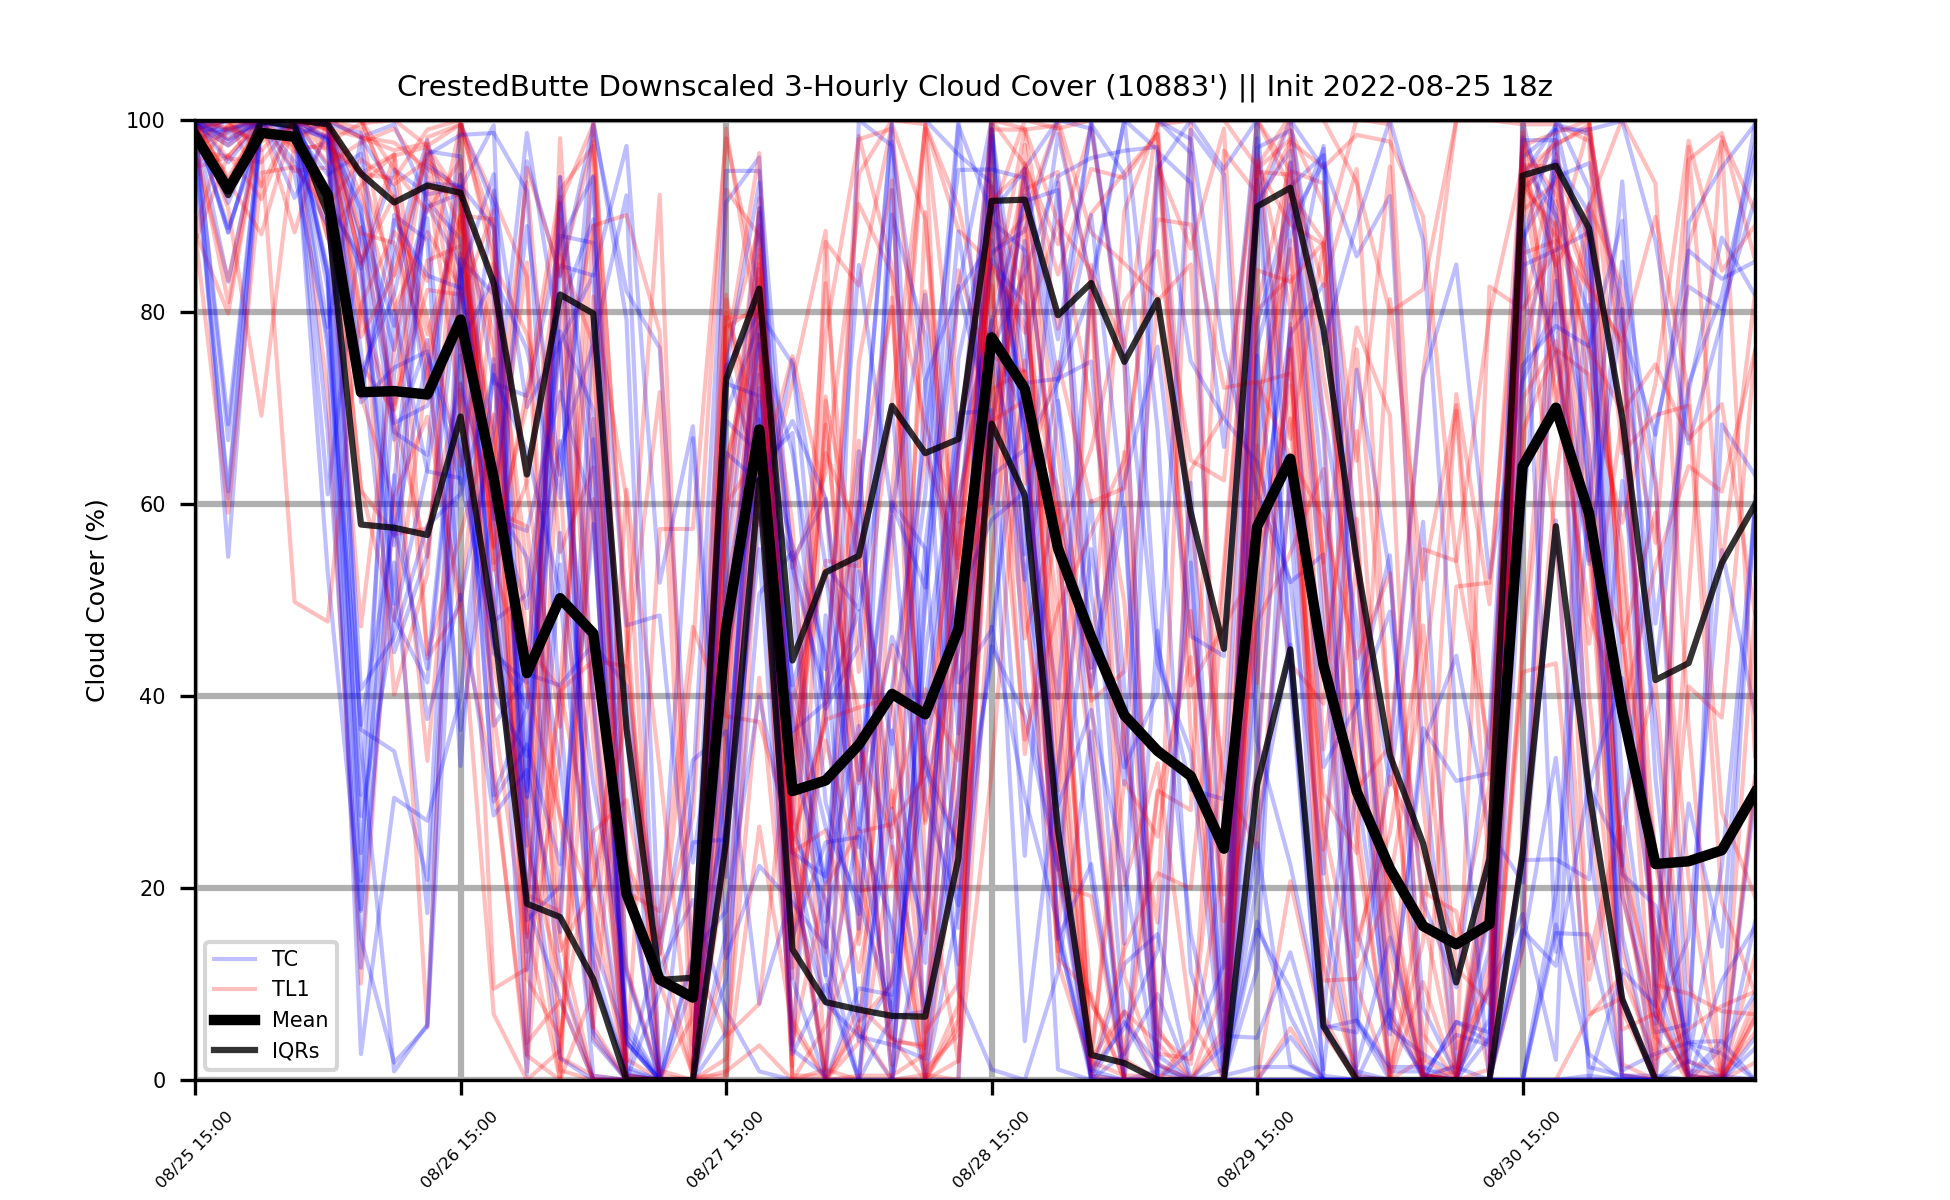 CrestedButte Downscaled 3-Hourly Cloud Cover (10883') || Init 2022-08-25 18z
Cloud Cover (%)
100
80
60
40
20
0
TC
TL1
Mean
IQRs
08/25 15:00
08/26 15:00
08/27 15:00
08/28 15:00
08/29 15:00
08/30 15:00